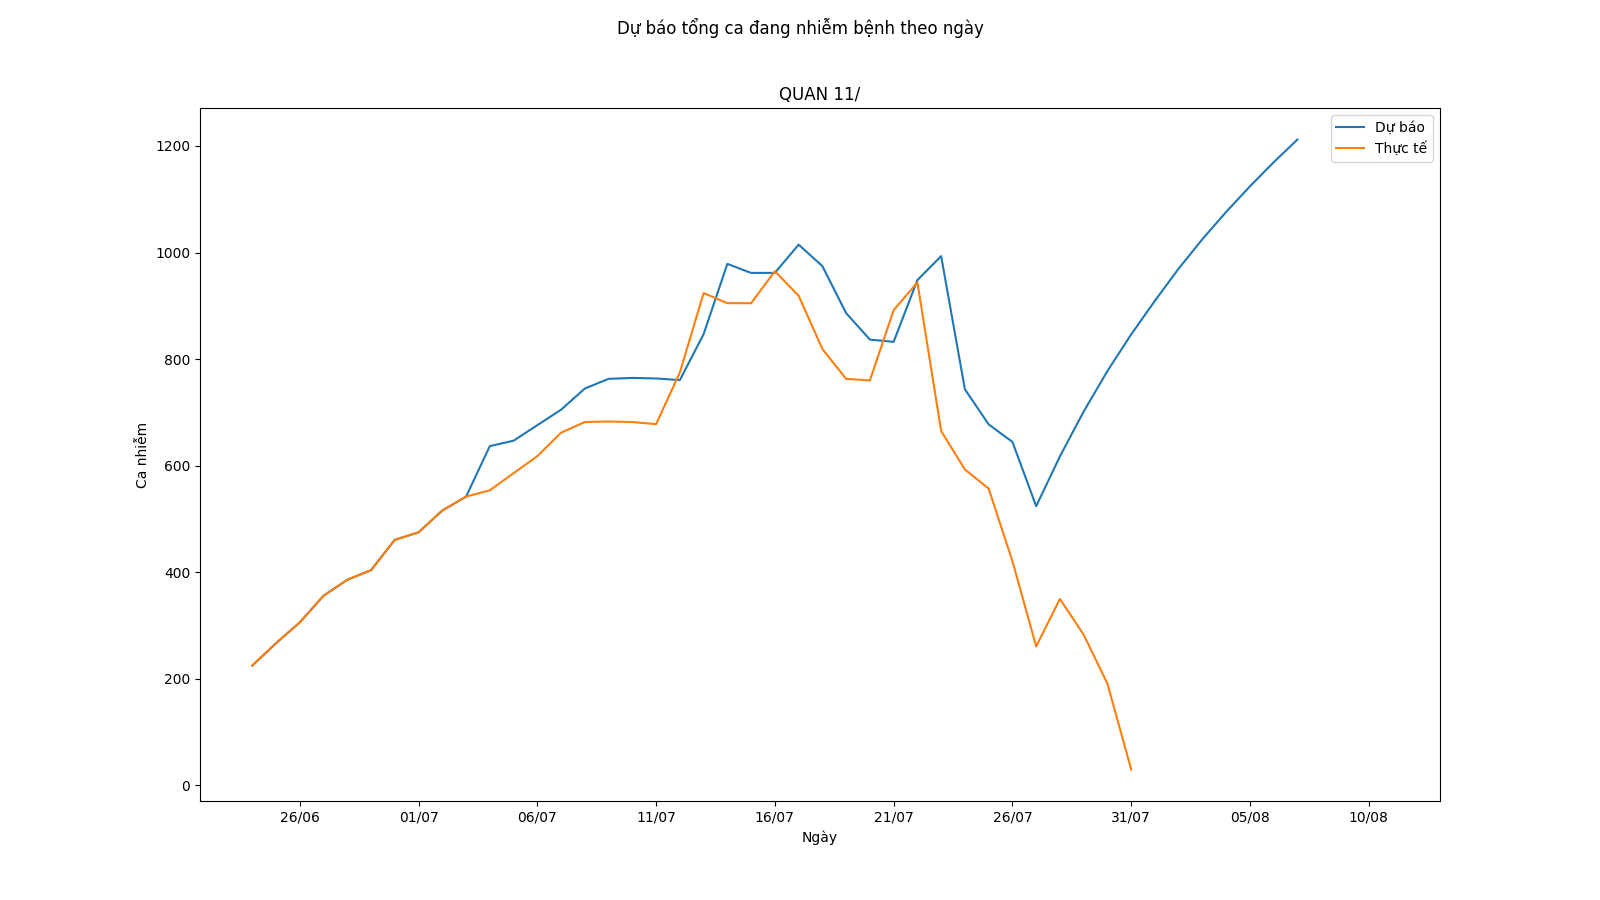 Dự báo tổng ca đang nhiễm bệnh theo ngày
QUAN 11/
Dự báo
Thực tế
1200
1000
800
600
400
200
0
Ca nhiễm
26/06 01/07 06/07 11/07 16/07 21/07 26/07 31/07 05/08 10/08
Ngày